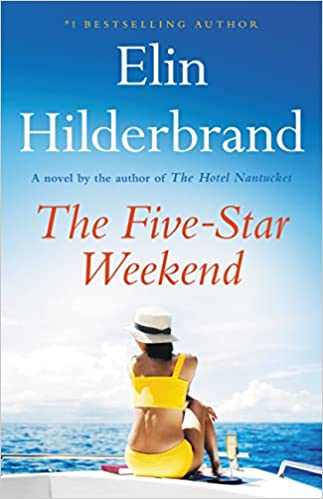 #1 BESTSELLING AUTHOR
Elin
Hilderbrand
A novel by the author of The Hotel Nantucket
The Five-Star
Weekend